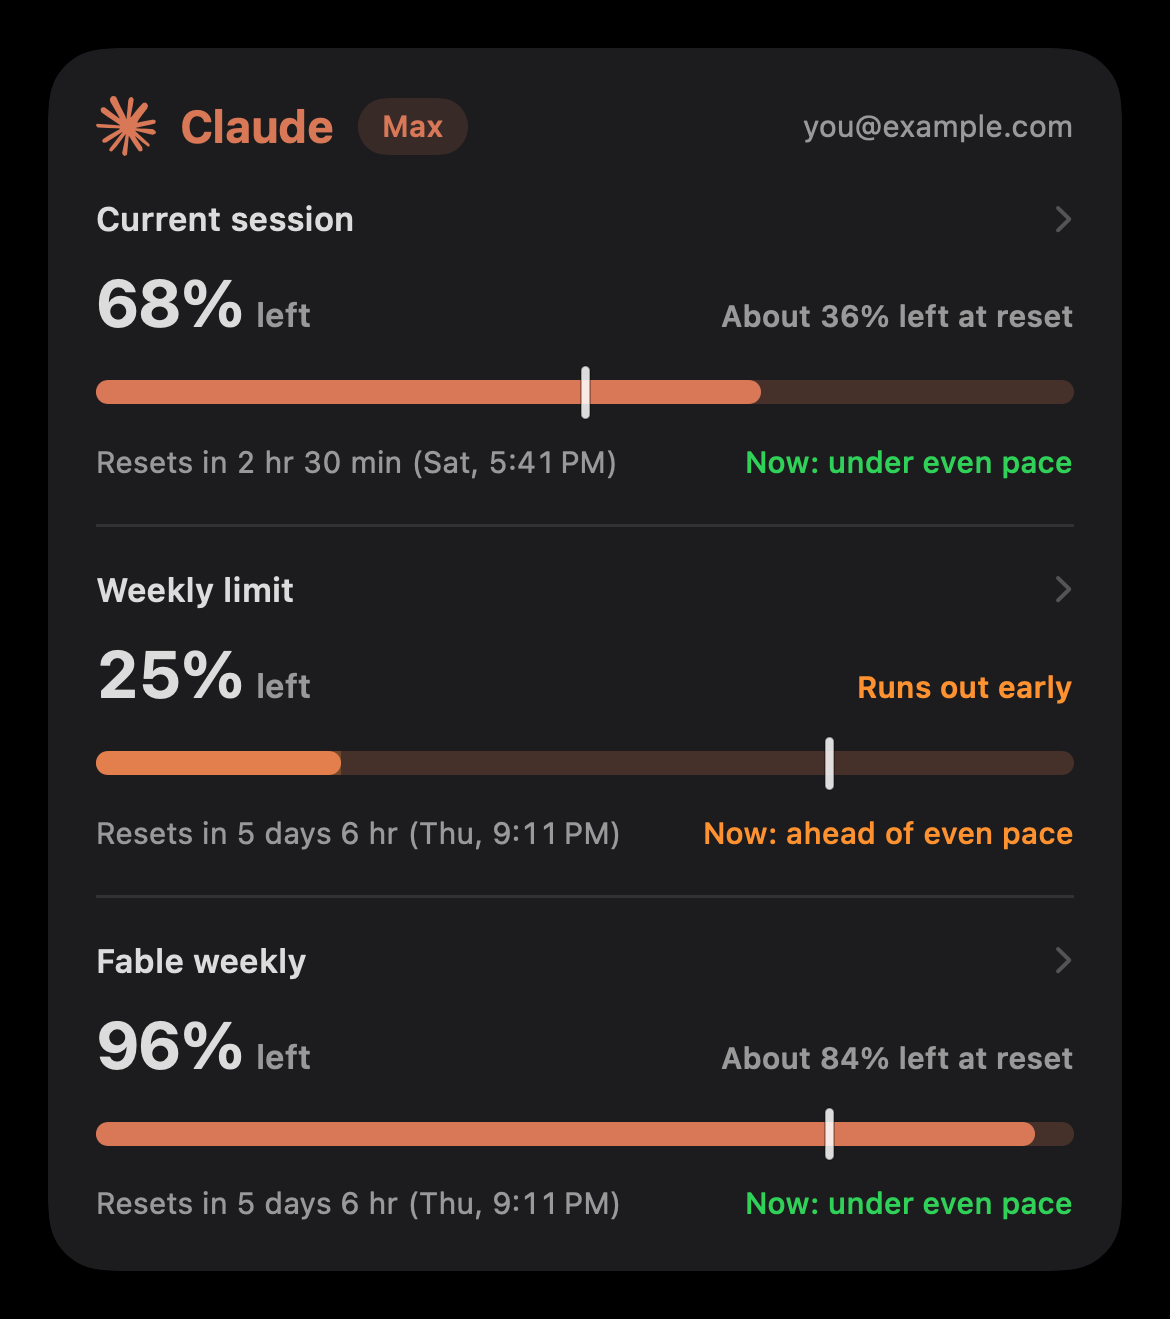 Claude Max you@example.com
Current session
68% left About 36% left at reset
Resets in 2 hr 30 min (Sat, 5:41 PM) Now: under even pace
Weekly limit
25% left Runs out early
Resets in 5 days 6 hr (Thu, 9:11 PM) Now: ahead of even pace
Fable weekly
96% left About 84% left at reset
Resets in 5 days 6 hr (Thu, 9:11 PM) Now: under even pace